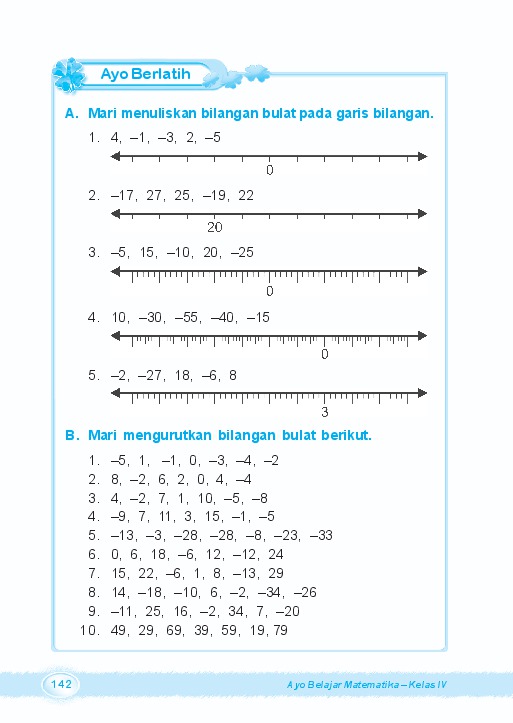 Ayo Berlatih
A. Mari menuliskan bilangan bulat pada garis bilangan.
1. 4, –1, –3, 2, –5
0
2. –17, 27, 25, –19, 22
20
3. –5, 15, –10, 20, –25
0
4. 10, –30, –55, –40, –15
0
5. –2, –27, 18, –6, 8
3
B. Mari mengurutkan bilangan bulat berikut.
1. –5, 1, –1, 0, –3, –4, –2
2. 8, –2, 6, 2, 0, 4, –4
3. 4, –2, 7, 1, 10, –5, –8
4. –9, 7, 11, 3, 15, –1, –5
5. –13, –3, –28, –28, –8, –23, –33
6. 0, 6, 18, –6, 12, –12, 24
7. 15, 22, –6, 1, 8, –13, 29
8. 14, –18, –10, 6, –2, –34, –26
9. –11, 25, 16, –2, 34, 7, –20
10. 49, 29, 69, 39, 59, 19, 79
142 Ayo Belajar Matematika – Kelas IV